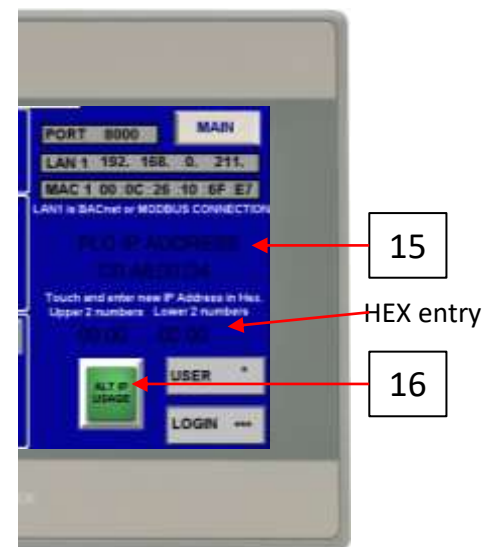 PORT 8000 MAIN
LAN 1 192. 168. 0. 211.
MAC 1 00 0C 26 10 6F E7
LAN1 is BACnet or MODBUS CONNECTION
PLC IP ADDRESS
15
Touch and enter new IP Address in Hex.
Upper 2 numbers Lower 2 numbers
HEX entry
00 00 00 00
ALT IP
USAGE
USER *
16
LOGIN ***